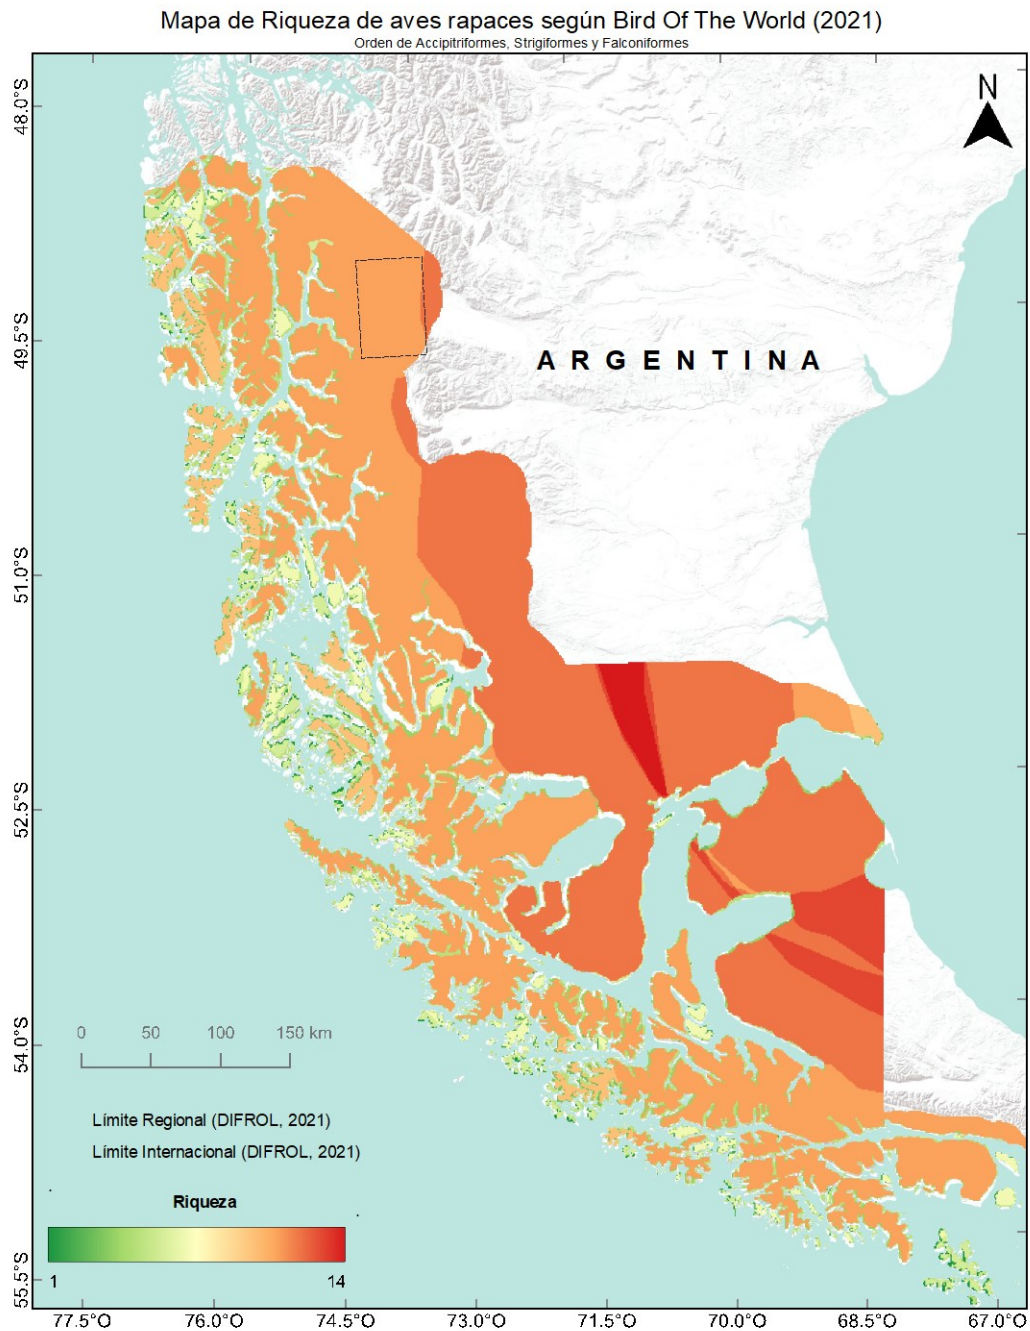 Mapa de Riqueza de aves rapaces según Bird Of The World (2021)
Orden de Accipitriformes, Strigiformes y Falconiformes
N
48.0°S
49.5°S
51.0°S
52.5°S
54.0°S
55.5°S
ARGENTINA
0 50 100 150 km
Límite Regional (DIFROL, 2021)
Límite Internacional (DIFROL, 2021)
Riqueza
1 14
77.5°O 76.0°O 74.5°O 73.0°O 71.5°O 70.0°O 68.5°O 67.0°O